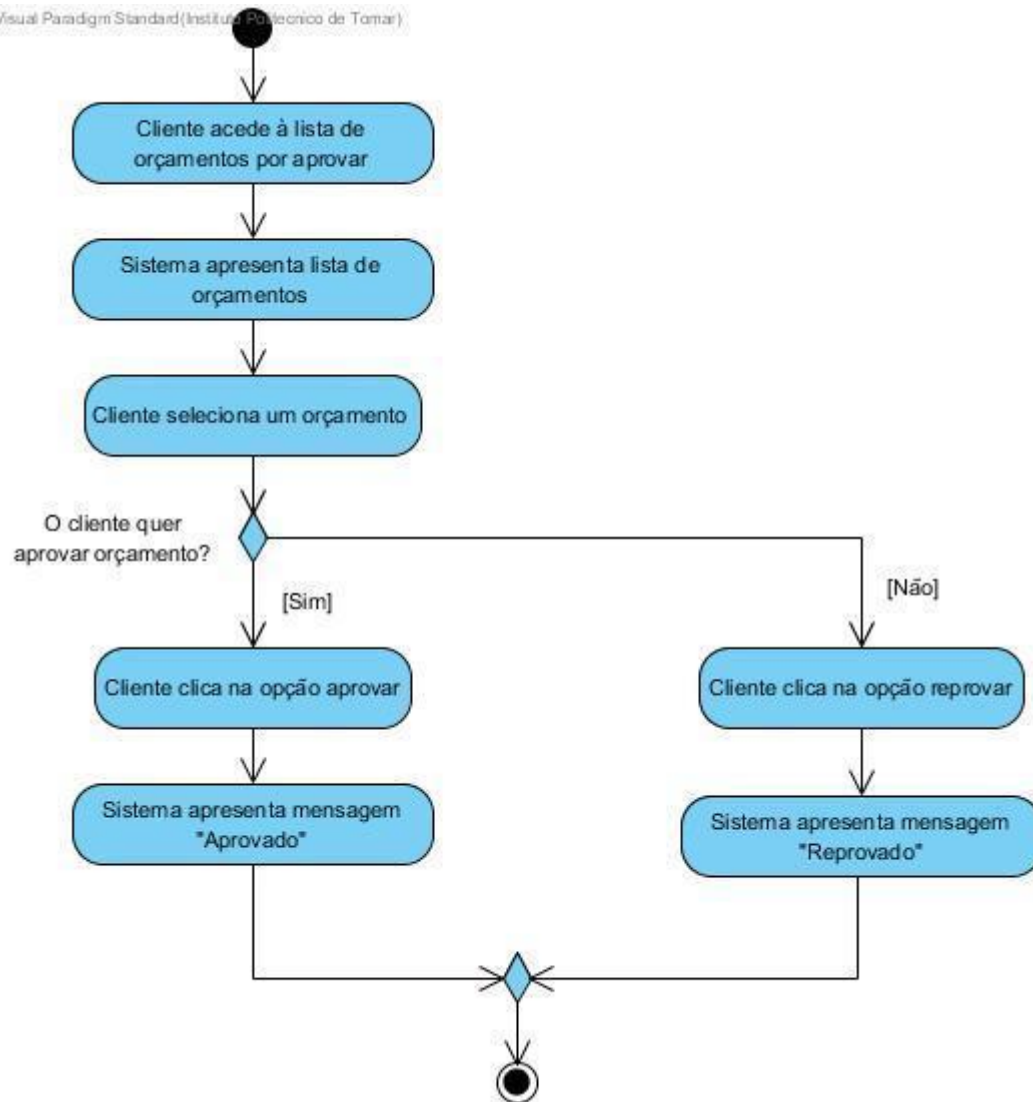 Visual Paradigm Standard(Instituto Politecnico de Tomar)
Cliente acede à lista de
orçamentos por aprovar
Sistema apresenta lista de
orçamentos
Cliente seleciona um orçamento
O cliente quer
aprovar orçamento?
[Sim]
[Não]
Cliente clica na opção aprovar
Cliente clica na opção reprovar
Sistema apresenta mensagem
"Aprovado"
Sistema apresenta mensagem
"Reprovado"